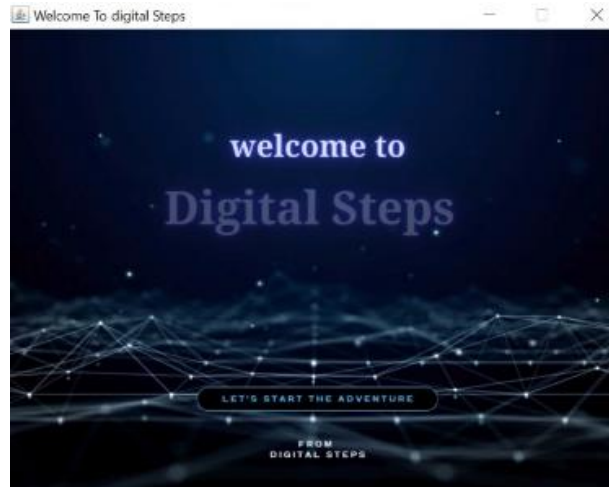 Welcome To digital Steps
welcome to
Digital Steps
LET'S START THE ADVENTURE
FROM
DIGITAL STEPS